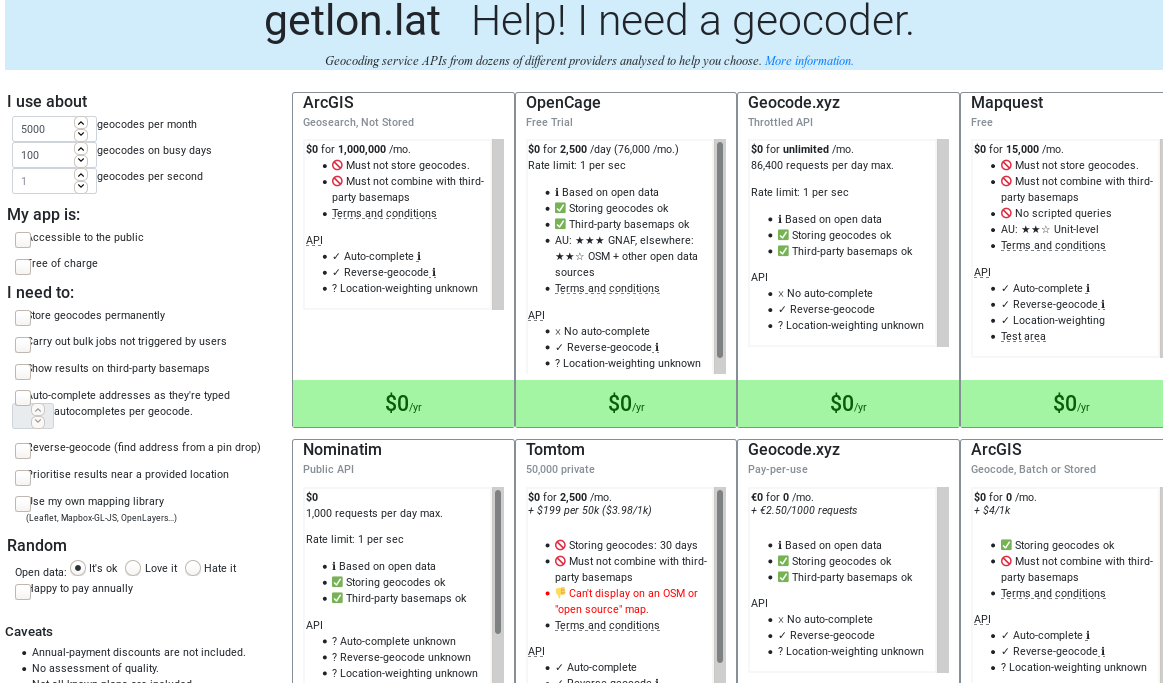 getlon.lat Help! I need a geocoder.
Geocoding service APIs from dozens of different providers analysed to help you choose. More information.
I use about
5000 geocodes per month
100 geocodes on busy days
1 geocodes per second
My app is:
Accessible to the public
Free of charge
I need to:
Store geocodes permanently
Carry out bulk jobs not triggered by users
Show results on third-party basemaps
Auto-complete addresses as they're typed
autocompletes per geocode.
Reverse-geocode (find address from a pin drop)
Prioritise results near a provided location
Use my own mapping library
(Leaflet, Mapbox-GL-JS, OpenLayers...)
Random
Open data: It's ok Love it Hate it
Happy to pay annually
Caveats
Annual-payment discounts are not included.
No assessment of quality.
Not all known plans are included
ArcGIS
Geosearch, Not Stored
$0 for 1,000,000 /mo.
🚫 Must not store geocodes.
🚫 Must not combine with third-
party basemaps
Terms and conditions
API
✓ Auto-complete ℹ
✓ Reverse-geocode ℹ
? Location-weighting unknown
$0/yr
OpenCage
Free Trial
$0 for 2,500 /day (76,000 /mo.)
Rate limit: 1 per sec
ℹ Based on open data
✅ Storing geocodes ok
✅ Third-party basemaps ok
AU: ★★★ GNAF, elsewhere:
★★☆ OSM + other open data
sources
Terms and conditions
API
☓ No auto-complete
✓ Reverse-geocode ℹ
? Location-weighting unknown
$0/yr
Geocode.xyz
Throttled API
$0 for unlimited /mo.
86,400 requests per day max.
Rate limit: 1 per sec
ℹ Based on open data
✅ Storing geocodes ok
✅ Third-party basemaps ok
API
☓ No auto-complete
✓ Reverse-geocode
? Location-weighting unknown
$0/yr
Mapquest
Free
$0 for 15,000 /mo.
🚫 Must not store geocodes.
🚫 Must not combine with third-
party basemaps
🚫 No scripted queries
AU: ★★☆ Unit-level
Terms and conditions
API
✓ Auto-complete ℹ
✓ Reverse-geocode ℹ
✓ Location-weighting
Test area
$0/yr
Nominatim
Public API
$0
1,000 requests per day max.
Rate limit: 1 per sec
ℹ Based on open data
✅ Storing geocodes ok
✅ Third-party basemaps ok
API
? Auto-complete unknown
? Reverse-geocode unknown
? Location-weighting unknown
Tomtom
50,000 private
$0 for 2,500 /mo.
+ $199 per 50k ($3.98/1k)
🚫 Storing geocodes: 30 days
🚫 Must not combine with third-
party basemaps
👎 Can't display on an OSM or
"open source" map.
Terms and conditions
API
✓ Auto-complete
✓ Reverse-geocode ℹ
Geocode.xyz
Pay-per-use
€0 for 0 /mo.
+ €2.50/1000 requests
ℹ Based on open data
✅ Storing geocodes ok
✅ Third-party basemaps ok
API
☓ No auto-complete
✓ Reverse-geocode
? Location-weighting unknown
ArcGIS
Geocode, Batch or Stored
$0 for 0 /mo.
+ $4/1k
✅ Storing geocodes ok
🚫 Must not combine with third-
party basemaps
Terms and conditions
API
✓ Auto-complete ℹ
✓ Reverse-geocode ℹ
? Location-weighting unknown